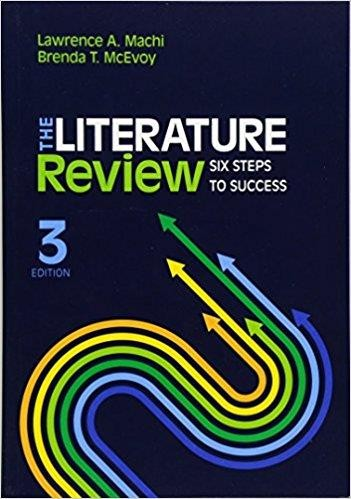 Lawrence A. Machi
Brenda T. McEvoy
THE LITERATURE
Review SIX STEPS
TO SUCCESS
3
EDITION